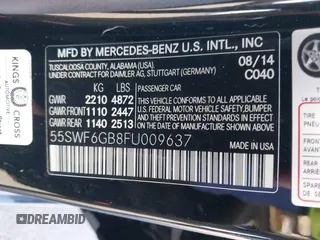 MFD BY MERCEDES-BENZ U.S. INTL., INC
TUSCALOOSA COUNTY, ALABAMA (USA).
UNDER CONTRACT FOR DAIMLER AG, STUTTGART (GERMANY)
08/14
C040
GVWR 2210 4872
KG LBS
PASSENGER CAR
GAWR FRONT 1110 2447
GAWR REAR 1140 2513
THIS VEHICLE CONFORMS TO ALL APPLICABLE
U.S. FEDERAL MOTOR VEHICLE SAFETY, BUMPER,
AND THEFT PREVENTION STANDARDS IN EFFECT
ON THE DATE OF MANUFACTURE SHOWN ABOVE.
55SWF6GB8FU009637
KINGS CROSS
AUTOMOTIVE
DREAMBID